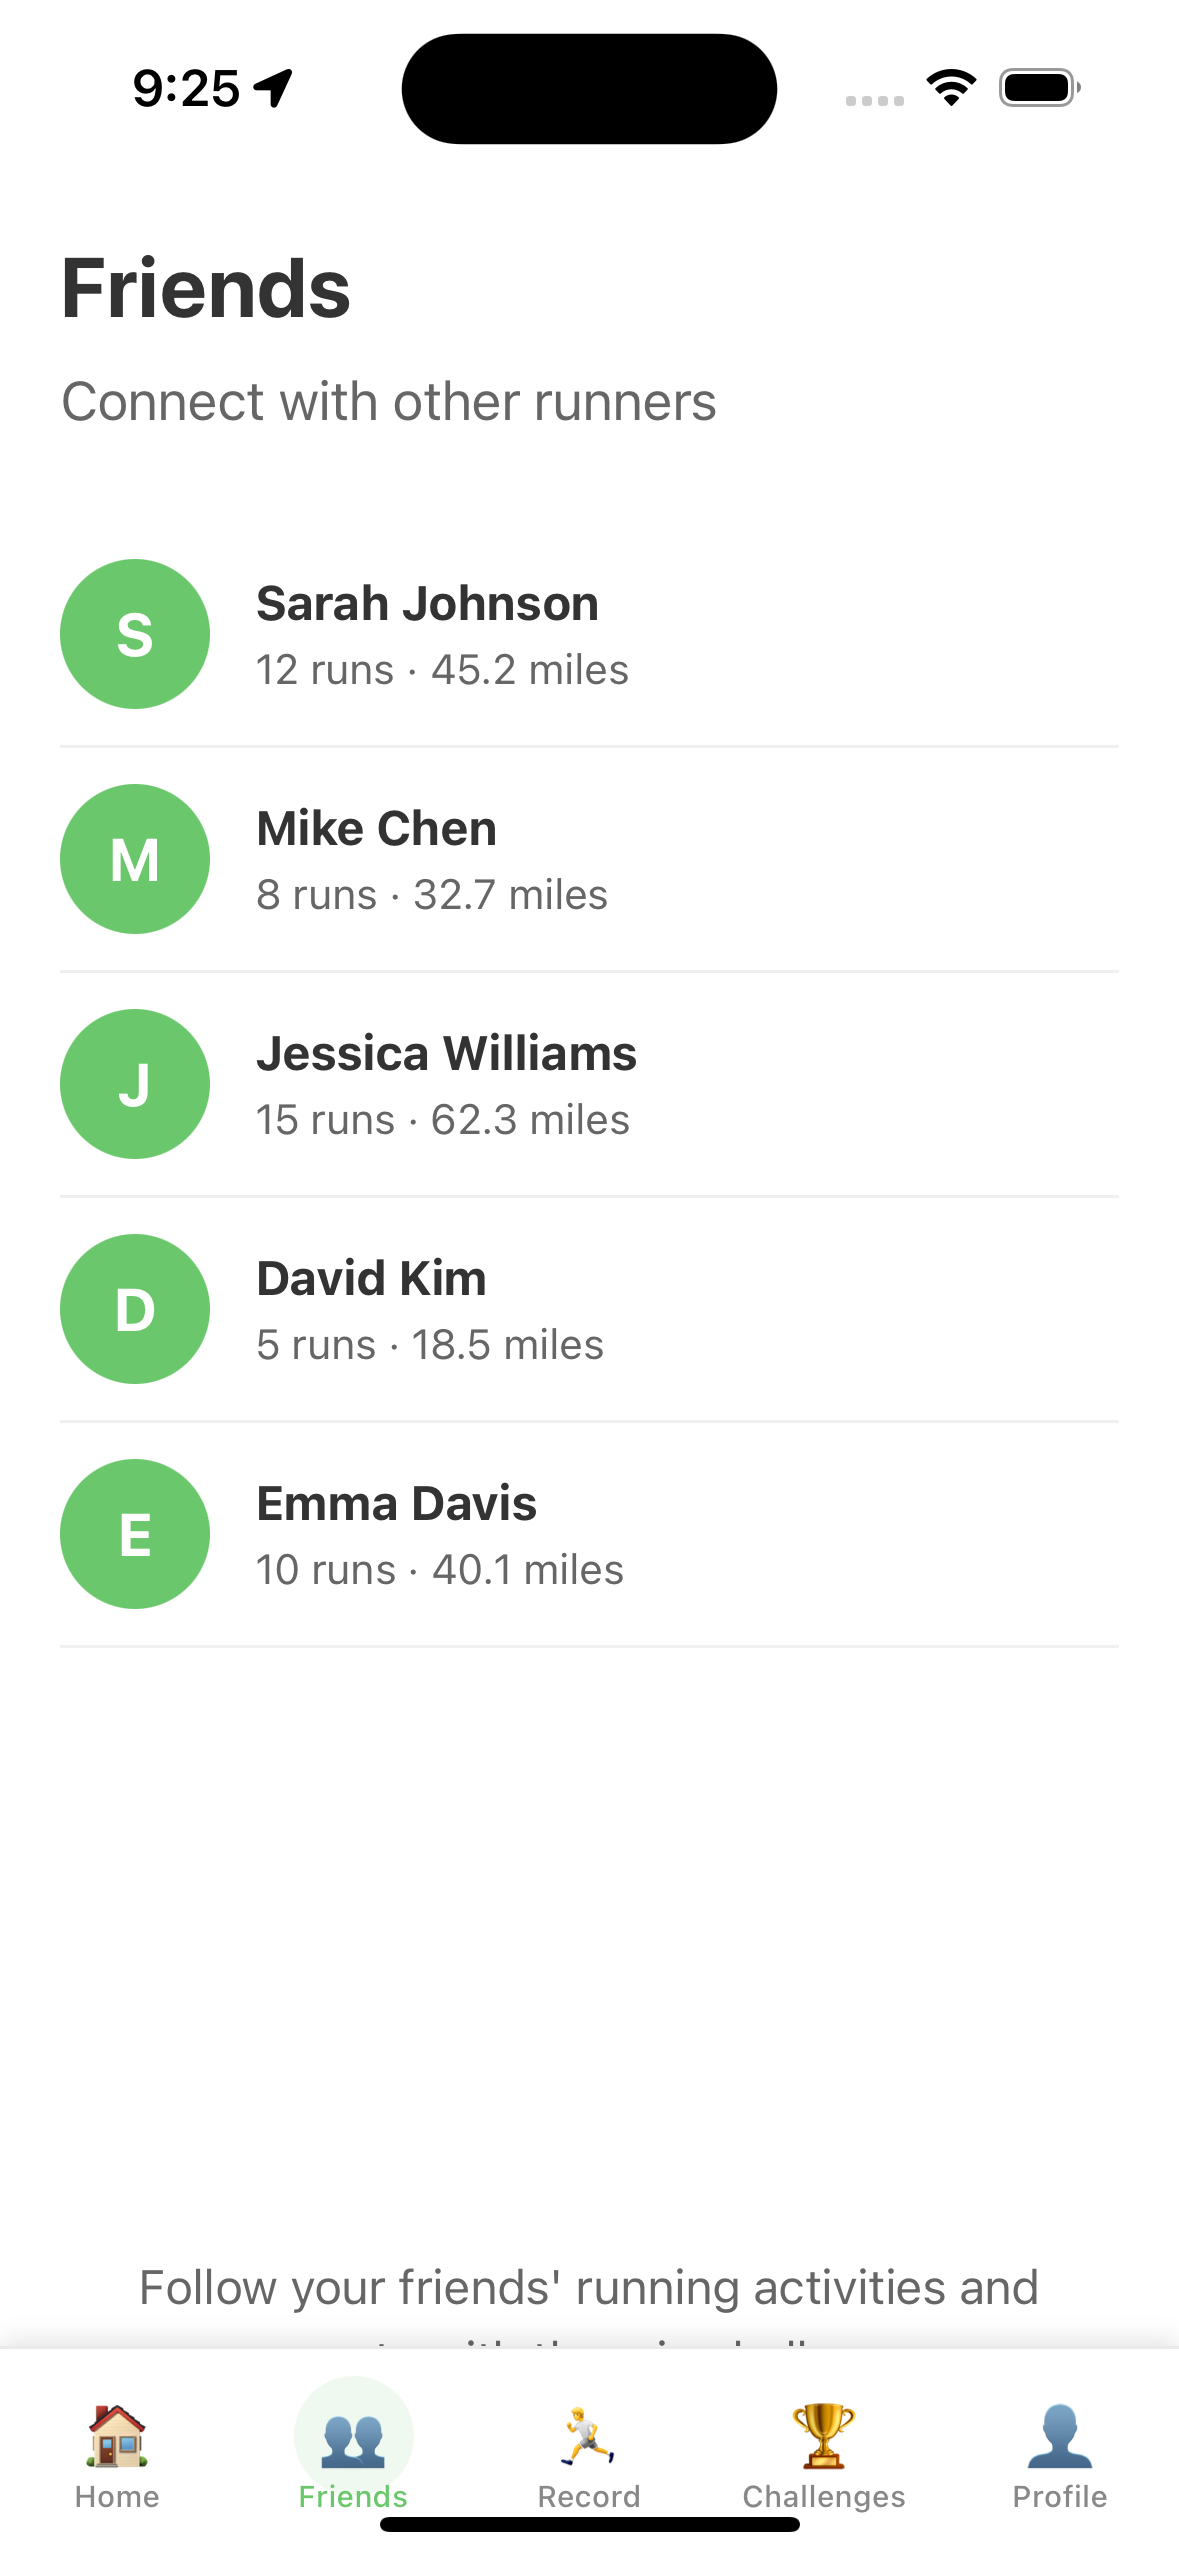 9:25
Friends
Connect with other runners
S
Sarah Johnson
12 runs · 45.2 miles
M
Mike Chen
8 runs · 32.7 miles
J
Jessica Williams
15 runs · 62.3 miles
D
David Kim
5 runs · 18.5 miles
E
Emma Davis
10 runs · 40.1 miles
Follow your friends' running activities and
Home
Friends
Record
Challenges
Profile